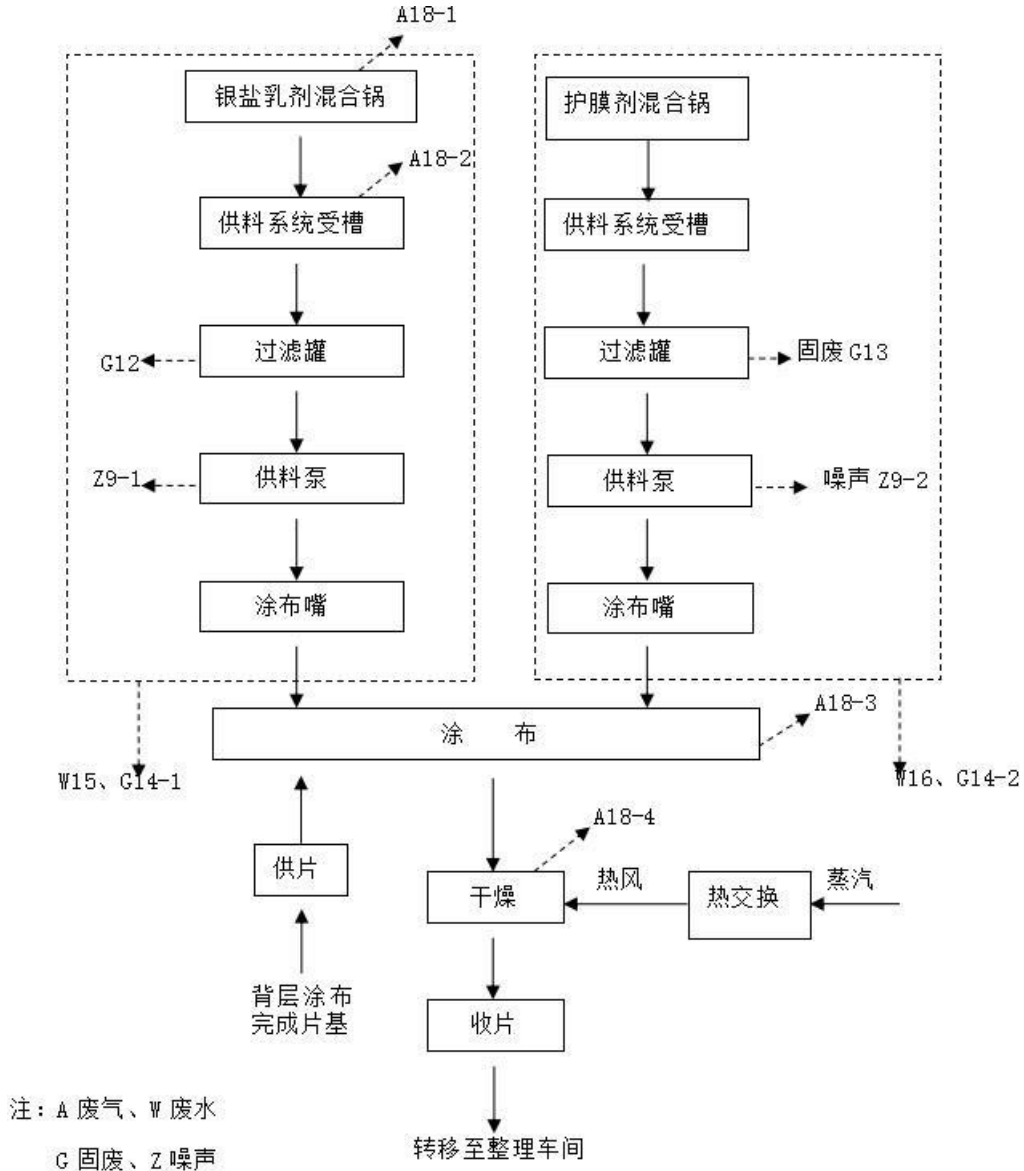 A18-1
银盐乳剂混合锅
护膜剂混合锅
A18-2
供料系统受槽
供料系统受槽
过滤罐
过滤罐
G12
固废 G13
供料泵
供料泵
Z9-1
噪声 Z9-2
涂布嘴
涂布嘴
涂 布
A18-3
W15、G14-1
W16、G14-2
A18-4
供片
干燥
热风
热交换
蒸汽
背层涂布
完成片基
收片
注：A 废气、W 废水
G 固废、Z 噪声
转移至整理车间